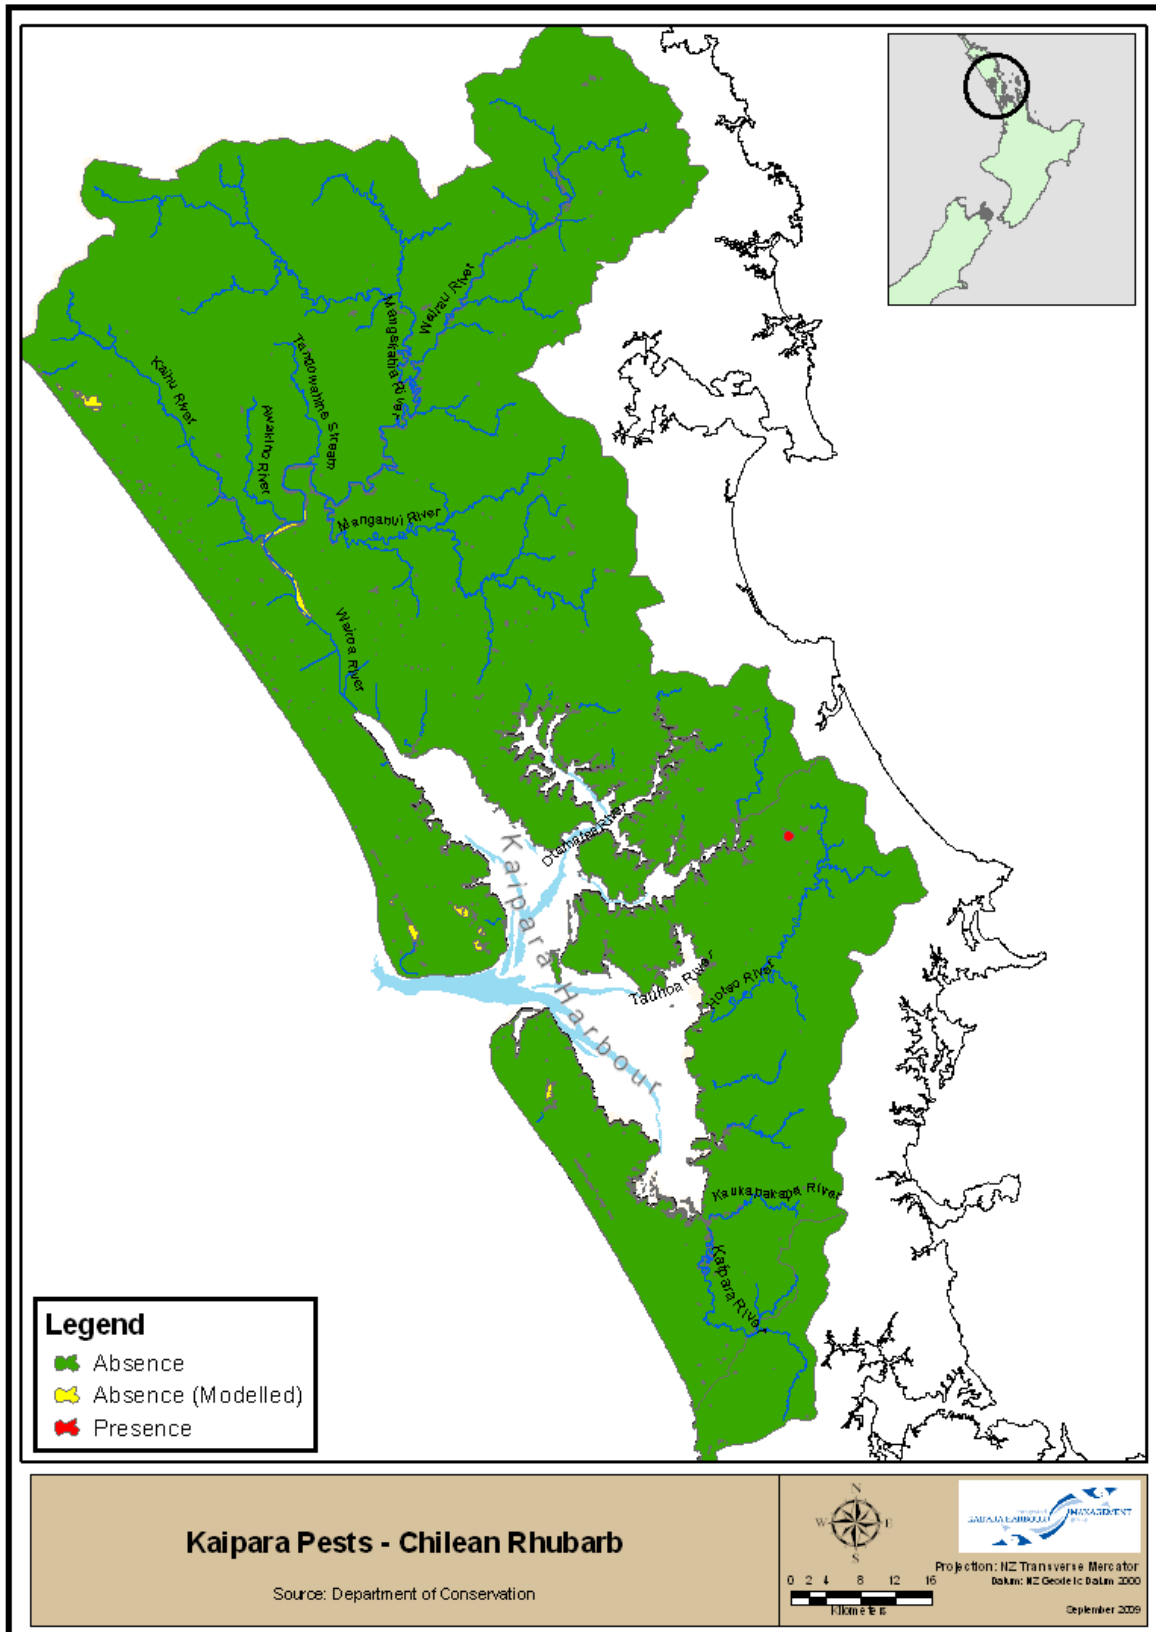 Wairau River
Mangakahia River
Tangowahine Stream
Kaihu River
Awakino River
Manganui River
Wairoa River
Otamatea River
Kaipara Harbour
Tauhoa River
Hoteo River
Kaukapakapa River
Kaipara River
Legend
Absence
Absence (Modelled)
Presence
Kaipara Pests - Chilean Rhubarb
Source: Department of Conservation
N
W E
S
KAIPARA HARBOUR
MANAGEMENT
Projection: NZ Transverse Mercator
Datum: NZ Geodetic Datum 2000
0 2 4 8 12 16
Kilometers
September 2009